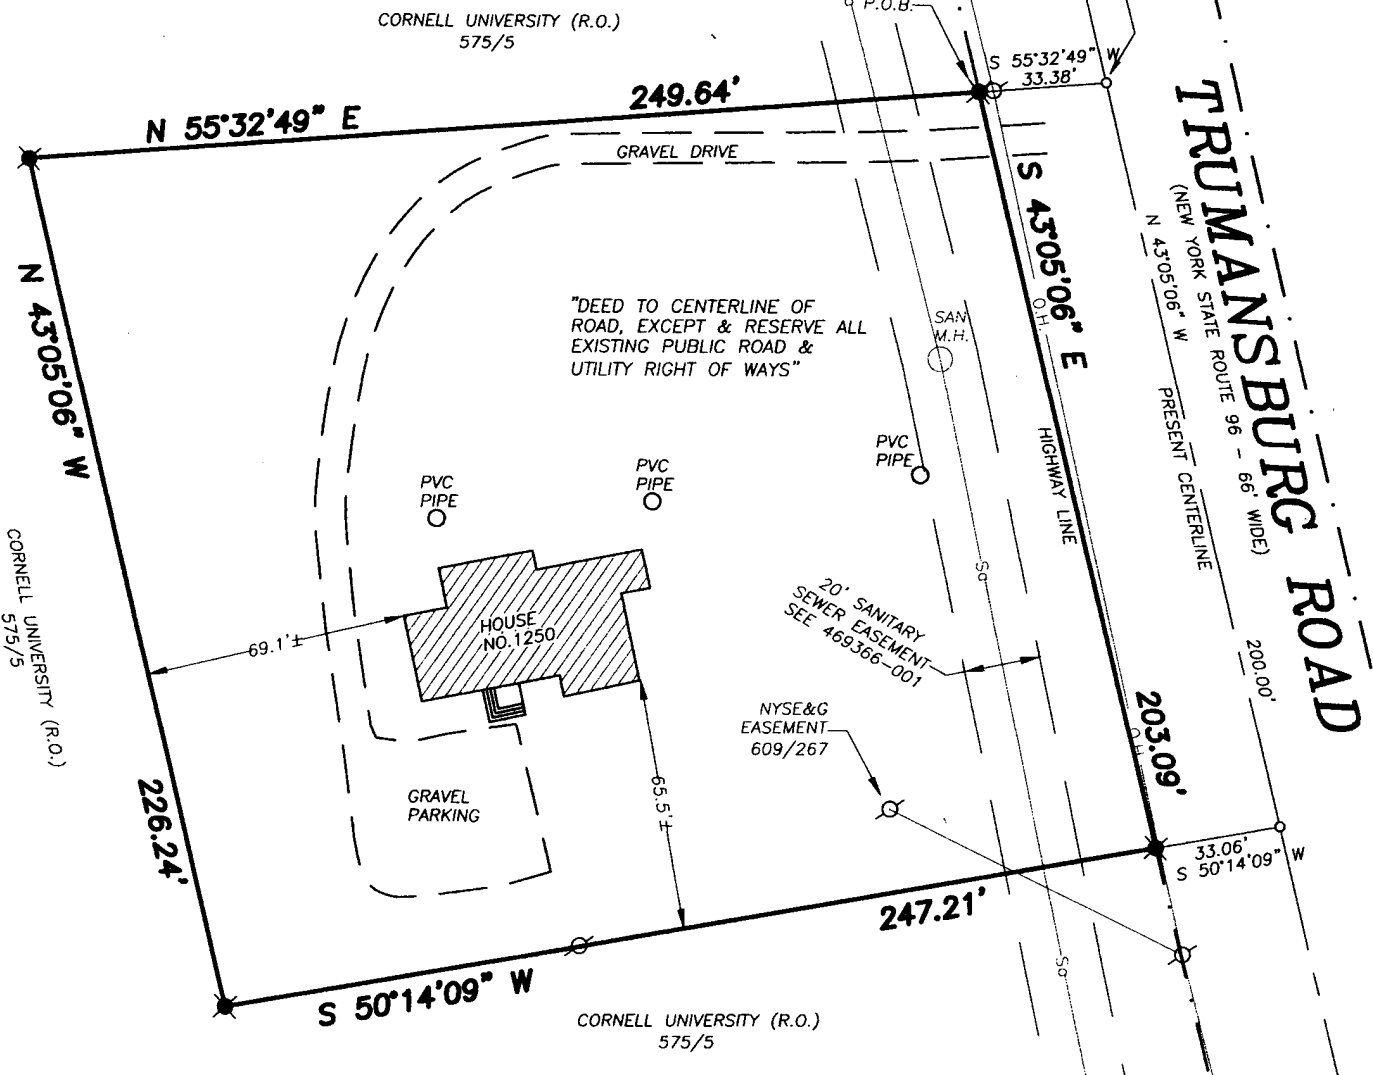 CORNELL UNIVERSITY (R.O.)
575/5
P.O.B.
S 55°32'49" W
33.38'
N 55°32'49" E
249.64'
GRAVEL DRIVE
TRUMANSBURG ROAD
(NEW YORK STATE ROUTE 96 - 66' WIDE)
N 43°05'06" W
PRESENT CENTERLINE
200.00'
S 43°05'06" E
203.09'
O.H.
O.H.
HIGHWAY LINE
N 43°05'06" W
226.24'
"DEED TO CENTERLINE OF
ROAD, EXCEPT & RESERVE ALL
EXISTING PUBLIC ROAD &
UTILITY RIGHT OF WAYS"
SAN
M.H.
PVC
PIPE
PVC
PIPE
PVC
PIPE
CORNELL UNIVERSITY (R.O.)
575/5
HOUSE
NO.1250
69.1'±
65.5'±
Sa
20' SANITARY
SEWER EASEMENT
SEE 469366-001
NYSE&G
EASEMENT
609/267
GRAVEL
PARKING
33.06'
S 50°14'09" W
247.21'
S 50°14'09" W
Sa
CORNELL UNIVERSITY (R.O.)
575/5